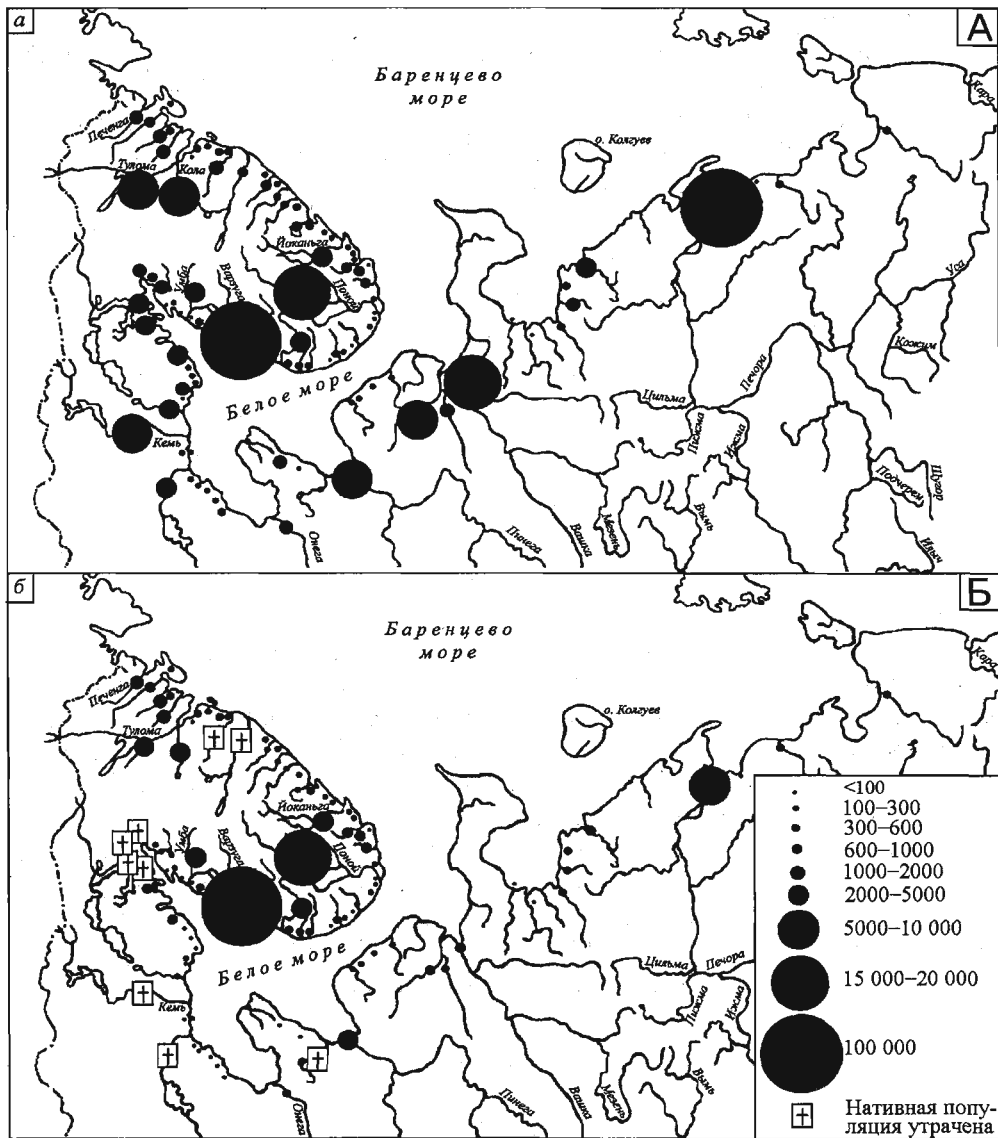 а
А
Баренцево
море
о. Колгуев
Кара
Печенга
Тулома
Кола
Йоканьга
Поной
Умба
Варзуга
Уса
Кожим
Белое море
Кемь
Цильма
Печора
Пижма
Ижма
Подчерем
Щугор
Онега
Пинега
Вашка
Мезень
Вымь
Илыч
б
Б
Баренцево
море
о. Колгуев
Кара
Печенга
Тулома
Йоканьга
Поной
Умба
Варзуга
Белое море
Кемь
Цильма
Печора
Пижма
Ижма
Онега
Пинега
Вашка
Мезень
Вымь
<100
100–300
300–600
600–1000
1000–2000
2000–5000
5000–10 000
15 000–20 000
100 000
Нативная попу-
ляция утрачена